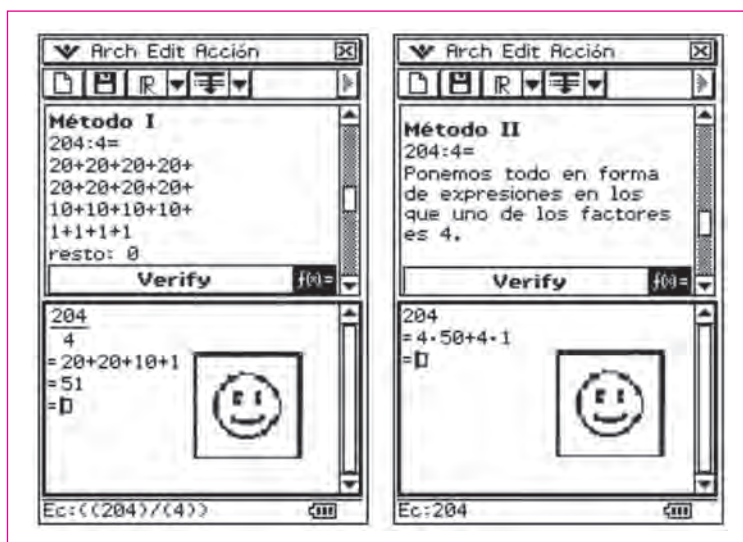 Arch Edit Acción
Método I
204:4=
20+20+20+20+
20+20+20+20+
10+10+10+10+
1+1+1+1
resto: 0
Verify
f(x)=
204
4
=20+20+10+1
=51
=
Ec:((204)/(4))
Arch Edit Acción
Método II
204:4=
Ponemos todo en forma
de expresiones en los
que uno de los factores
es 4.
Verify
f(x)=
204
=4·50+4·1
=
Ec:204